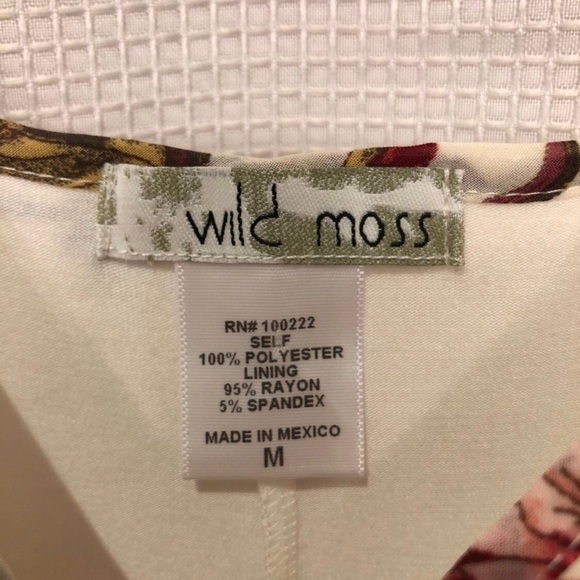 wild moss
RN# 100222
SELF
100% POLYESTER
LINING
95% RAYON
5% SPANDEX
MADE IN MEXICO
M